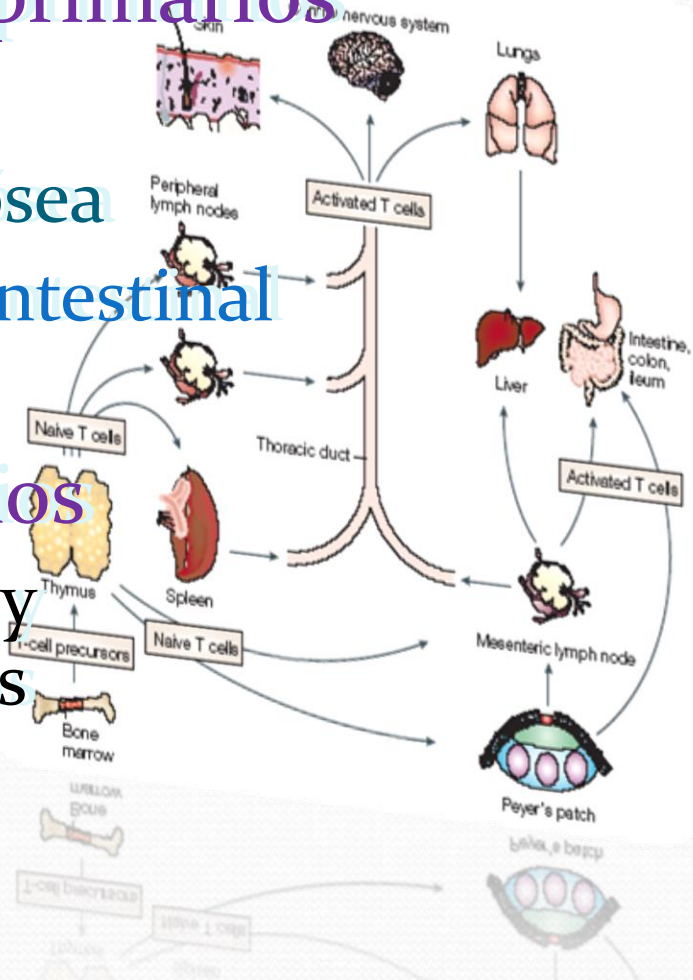 primarios
Skin
nervous system
Lungs
Peripheral
lymph nodes
Activated T cells
ósea
intestinal
Intestine,
colon,
ileum
Liver
Naive T cells
Thoracic duct
Activated T cells
ios
Thymus
Spleen
y
T-cell precursors
Naive T cells
Mesenteric lymph node
s
Bone
marrow
Peyer's patch